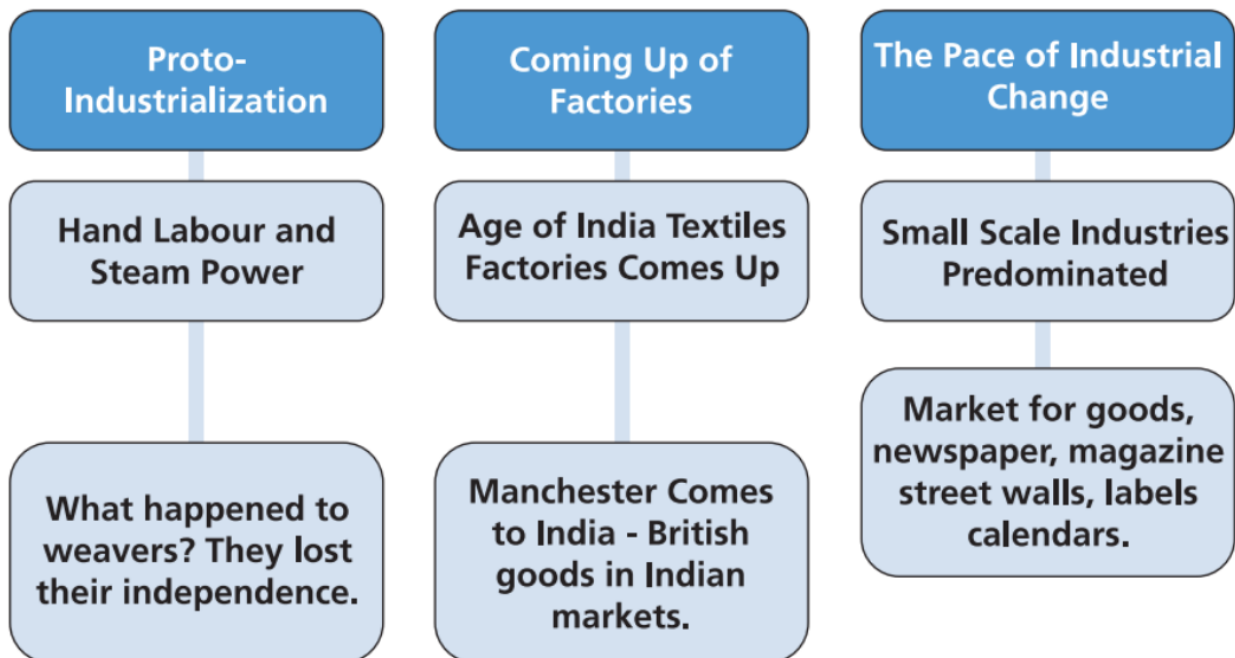 Proto-
Industrialization
Hand Labour and
Steam Power
What happened to
weavers? They lost
their independence.
Coming Up of
Factories
Age of India Textiles
Factories Comes Up
Manchester Comes
to India - British
goods in Indian
markets.
The Pace of Industrial
Change
Small Scale Industries
Predominated
Market for goods,
newspaper, magazine
street walls, labels
calendars.